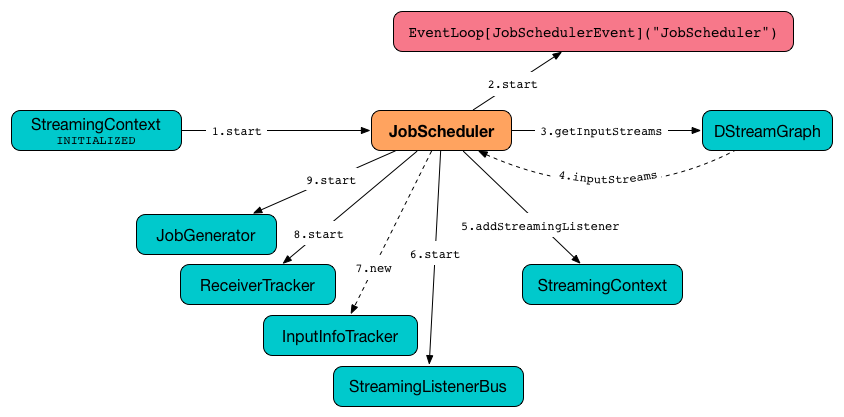 EventLoop[JobSchedulerEvent]("JobScheduler")
2.start
StreamingContext
INITIALIZED
1.start
JobScheduler
3.getInputStreams
DStreamGraph
4.inputStreams
9.start
JobGenerator
8.start
5.addStreamingListener
6.start
7.new
ReceiverTracker
StreamingContext
InputInfoTracker
StreamingListenerBus